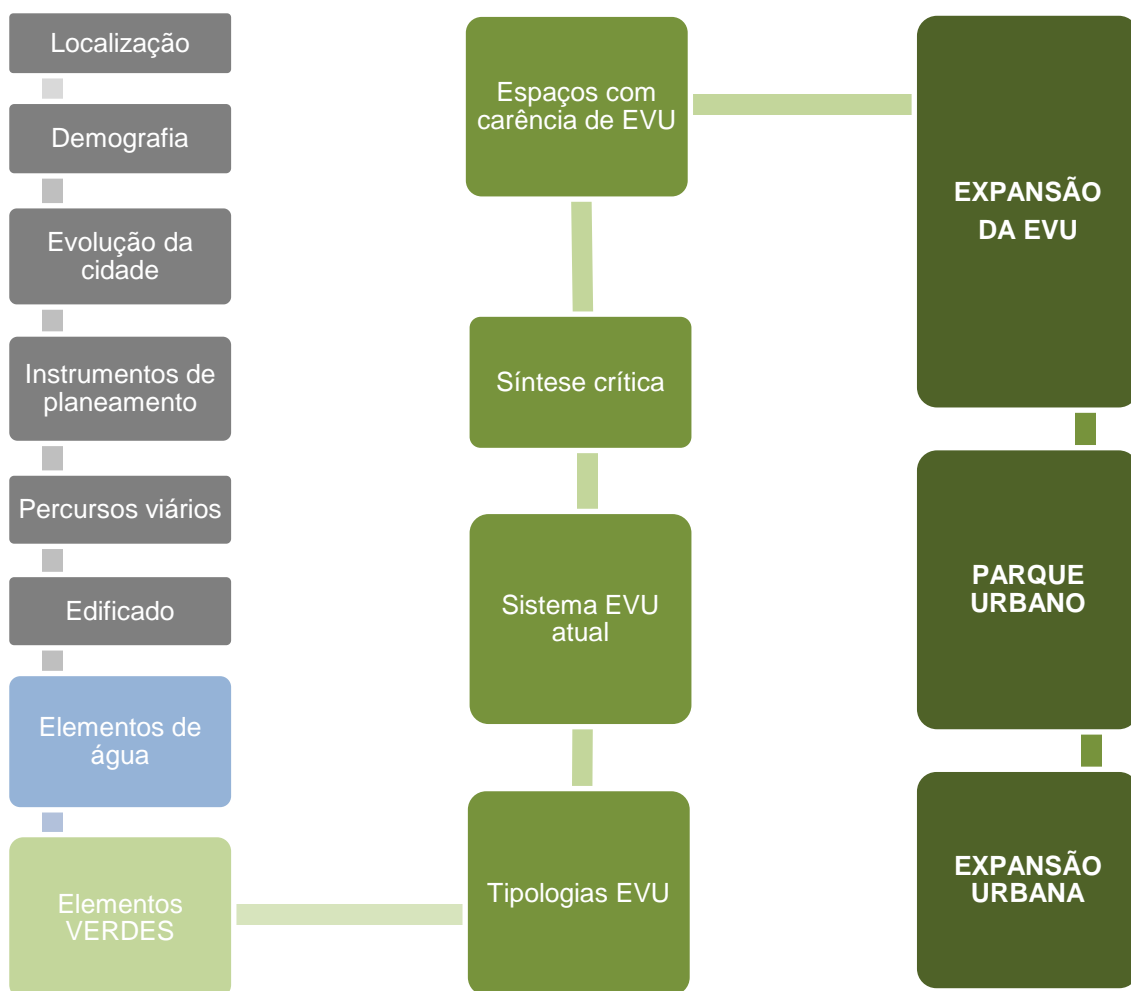 Localização
Demografia
Evolução da
cidade
Instrumentos de
planeamento
Percursos viários
Edificado
Elementos de
água
Elementos
VERDES
Tipologias EVU
Sistema EVU
atual
Síntese crítica
Espaços com
carência de EVU
EXPANSÃO
DA EVU
PARQUE
URBANO
EXPANSÃO
URBANA